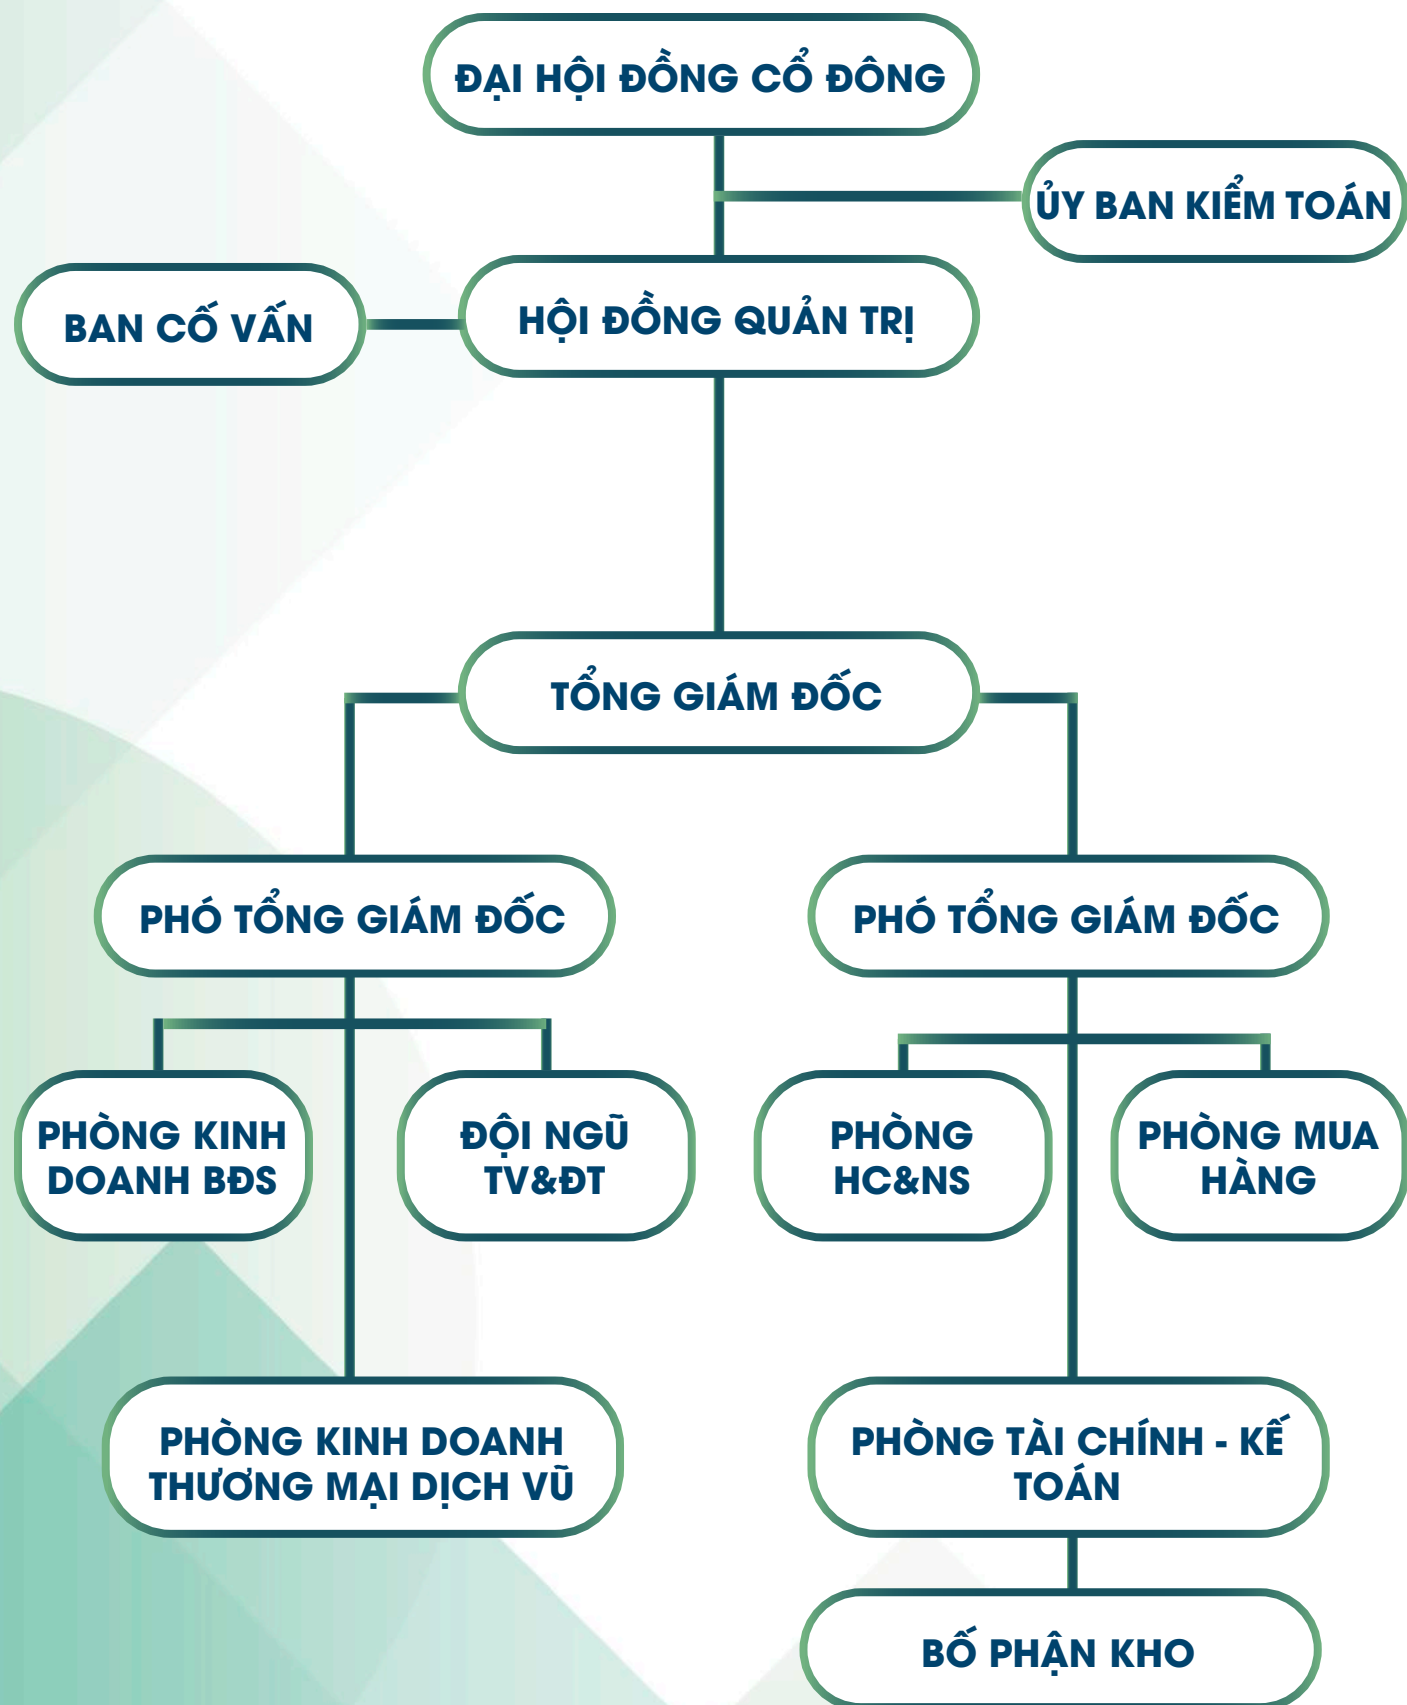 ĐẠI HỘI ĐỒNG CỔ ĐÔNG
ỦY BAN KIỂM TOÁN
BAN CỐ VẤN
HỘI ĐỒNG QUẢN TRỊ
TỔNG GIÁM ĐỐC
PHÓ TỔNG GIÁM ĐỐC
PHÓ TỔNG GIÁM ĐỐC
PHÒNG KINH
DOANH BĐS
ĐỘI NGŨ
TV&ĐT
PHÒNG
HC&NS
PHÒNG MUA
HÀNG
PHÒNG KINH DOANH
THƯƠNG MẠI DỊCH VŨ
PHÒNG TÀI CHÍNH - KẾ
TOÁN
BỐ PHẬN KHO